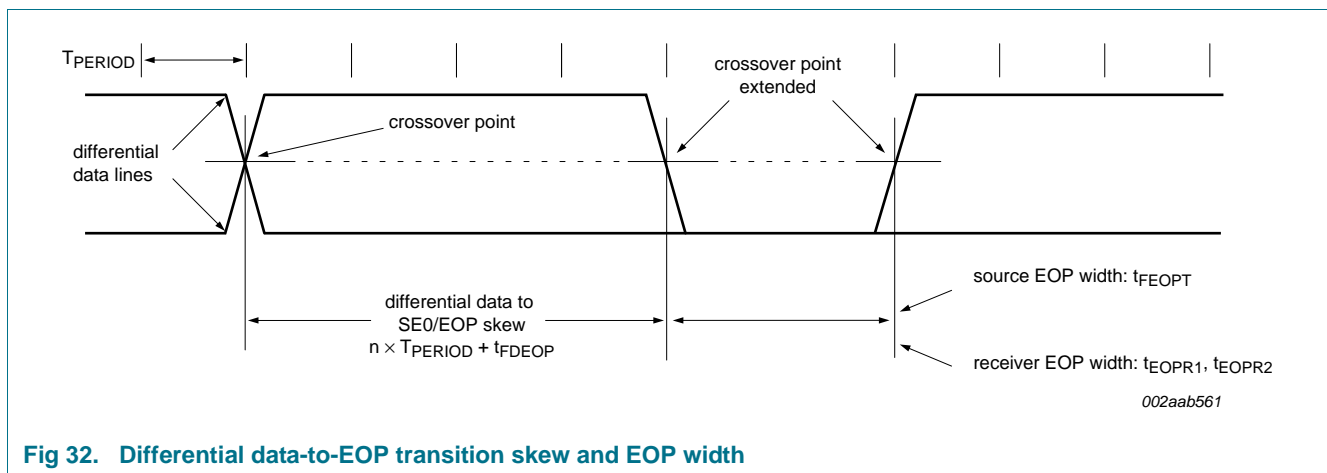 TPERIOD
crossover point
extended
crossover point
differential
data lines
differential data to
SE0/EOP skew
n × TPERIOD + tFDEOP
source EOP width: tFEOPT
receiver EOP width: tEOPR1, tEOPR2
002aab561
Fig 32. Differential data-to-EOP transition skew and EOP width